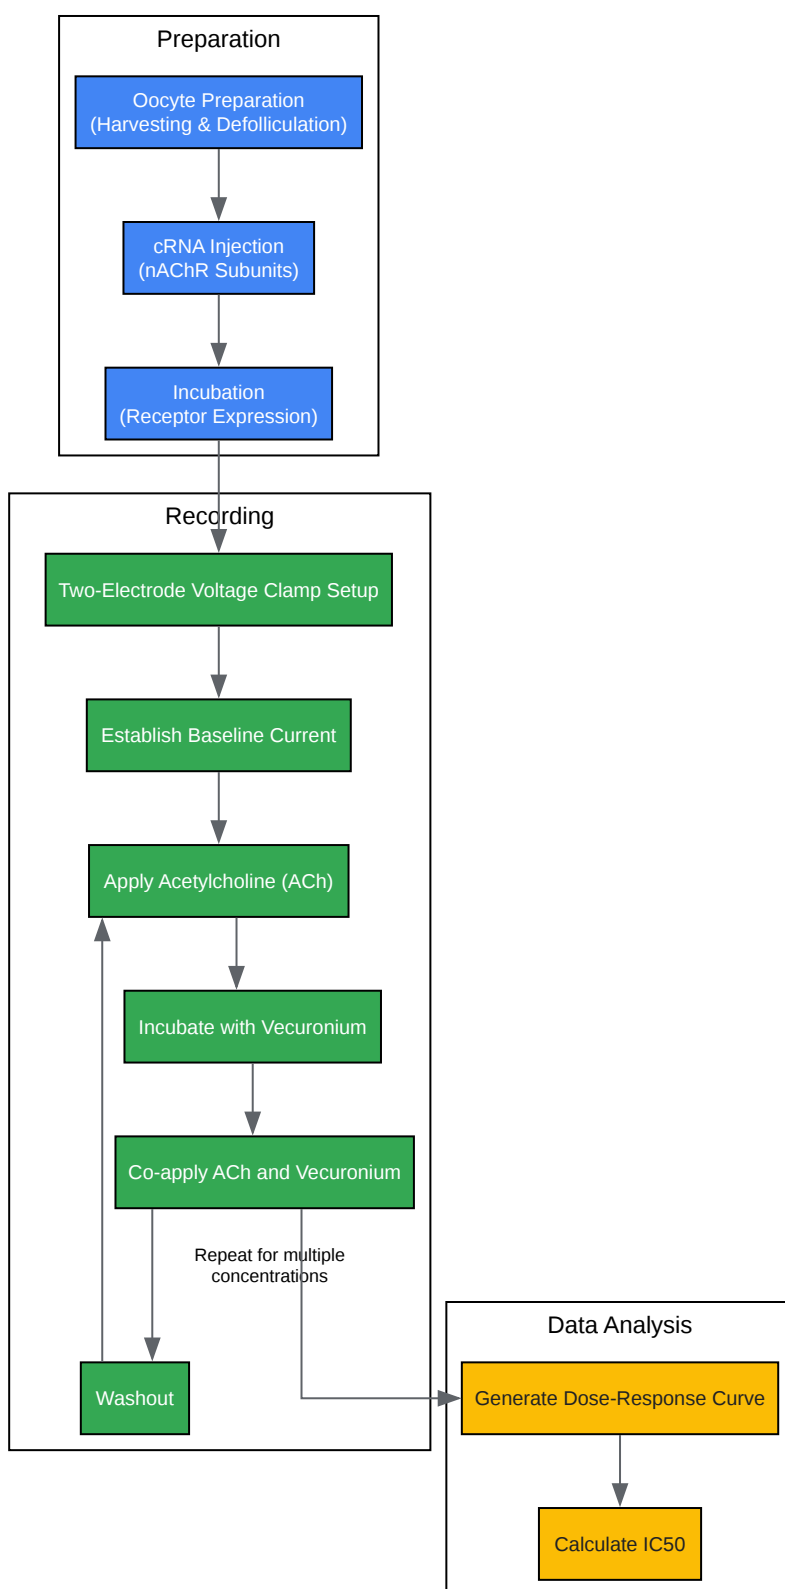 Preparation
Oocyte Preparation
(Harvesting & Defolliculation)
cRNA Injection
(nAChR Subunits)
Incubation
(Receptor Expression)
Recording
Two-Electrode Voltage Clamp Setup
Establish Baseline Current
Apply Acetylcholine (ACh)
Incubate with Vecuronium
Co-apply ACh and Vecuronium
Repeat for multiple
concentrations
Washout
Data Analysis
Generate Dose-Response Curve
Calculate IC50